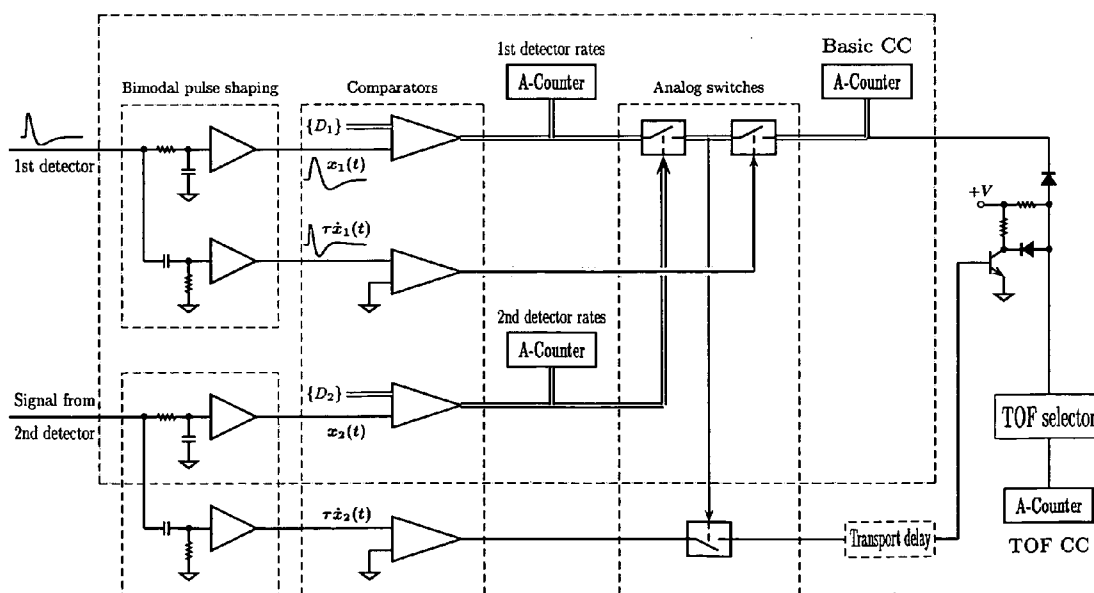 1st detector rates
Basic CC
A-Counter
A-Counter
Bimodal pulse shaping
Comparators
Analog switches
{D₁}
1st detector
x₁(t)
+V
τẋ₁(t)
2nd detector rates
A-Counter
Signal from
2nd detector
{D₂}
x₂(t)
TOF selector
τẋ₂(t)
A-Counter
Transport delay
TOF CC